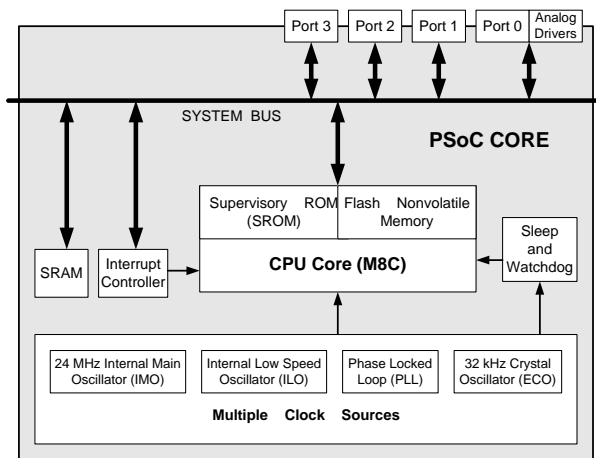 Port 3
Port 2
Port 1
Port 0
Analog
Drivers
SYSTEM BUS
PSoC CORE
Supervisory ROM
(SROM)
Flash Nonvolatile
Memory
CPU Core (M8C)
SRAM
Interrupt
Controller
Sleep
and
Watchdog
24 MHz Internal Main
Oscillator (IMO)
Internal Low Speed
Oscillator (ILO)
Phase Locked
Loop (PLL)
32 kHz Crystal
Oscillator (ECO)
Multiple Clock Sources